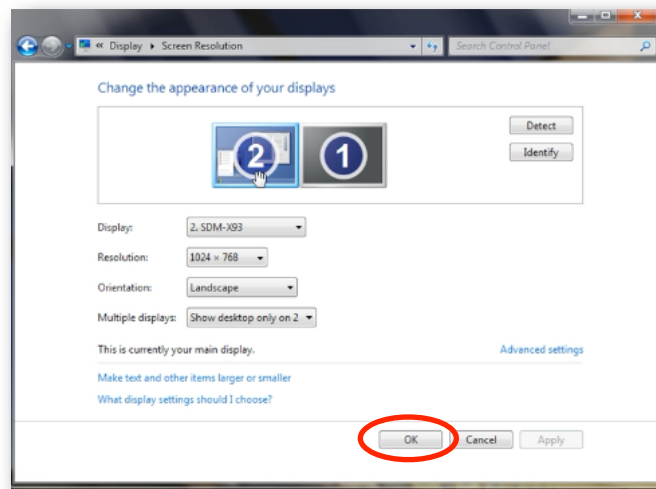 « Display ▸ Screen Resolution
Search Control Panel
Change the appearance of your displays
2
1
Detect
Identify
Display: 2. SDM-X93
Resolution: 1024 × 768
Orientation: Landscape
Multiple displays: Show desktop only on 2
This is currently your main display. Advanced settings
Make text and other items larger or smaller
What display settings should I choose?
OK Cancel Apply